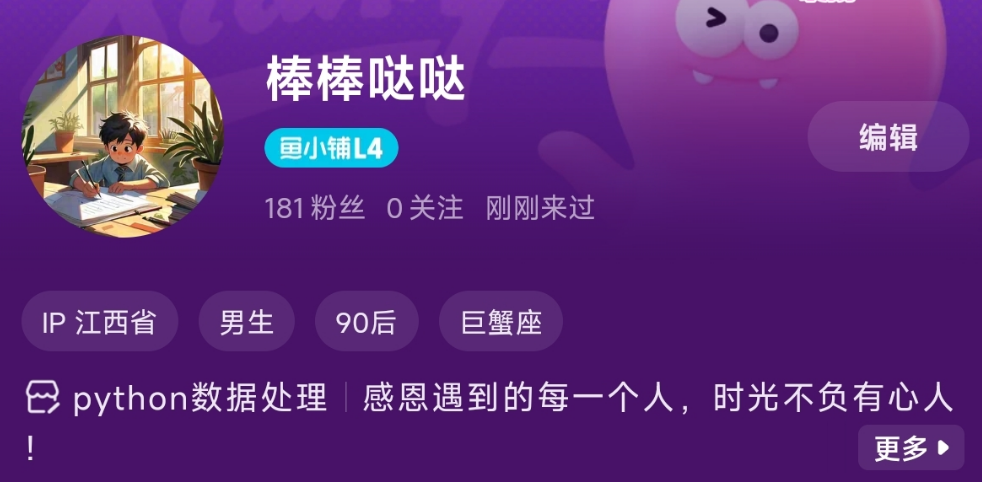 棒棒哒哒
鱼小铺L4
编辑
181粉丝 0关注 刚刚来过
IP 江西省 男生 90后 巨蟹座
python数据处理 | 感恩遇到的每一个人，时光不负有心人
！
更多